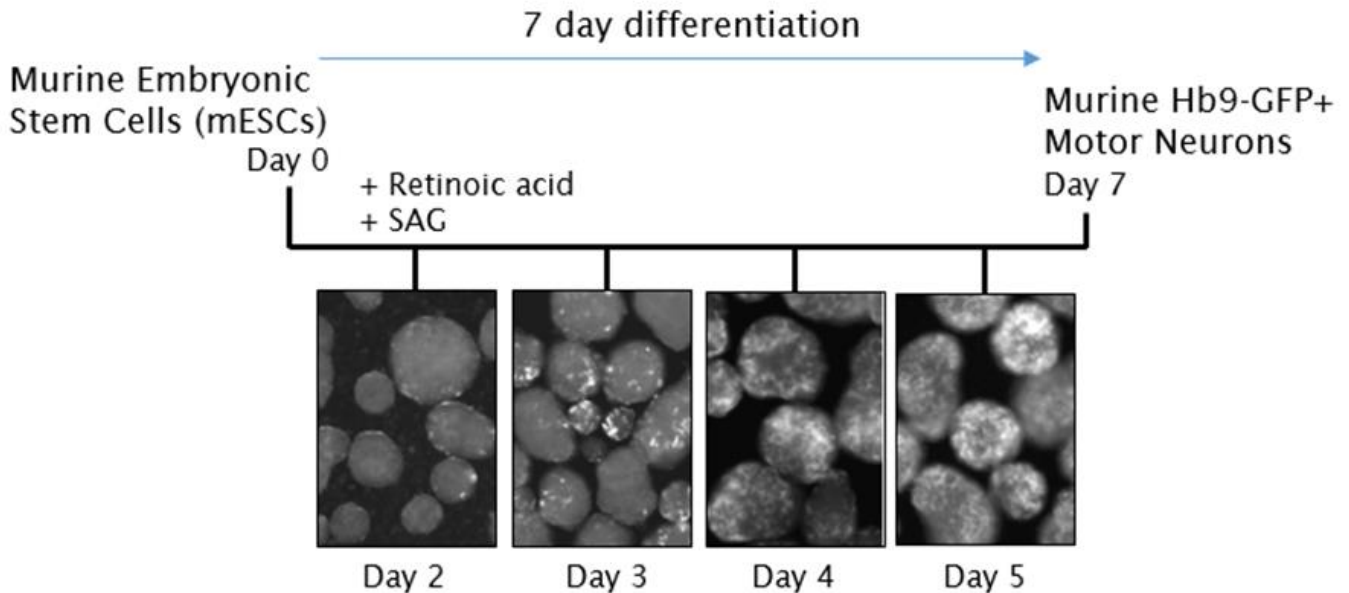 7 day differentiation
Murine Embryonic
Stem Cells (mESCs)
Day 0
Murine Hb9-GFP+
Motor Neurons
Day 7
+ Retinoic acid
+ SAG
Day 2
Day 3
Day 4
Day 5